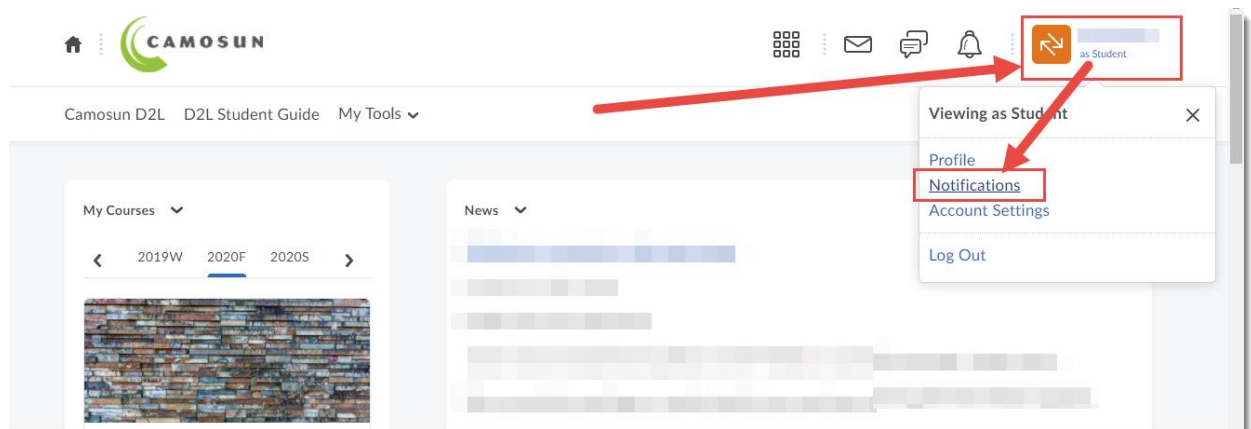 CAMOSUN
as Student
Camosun D2L D2L Student Guide My Tools
Viewing as Student
Profile
Notifications
Account Settings
Log Out
My Courses
2019W 2020F 2020S
News